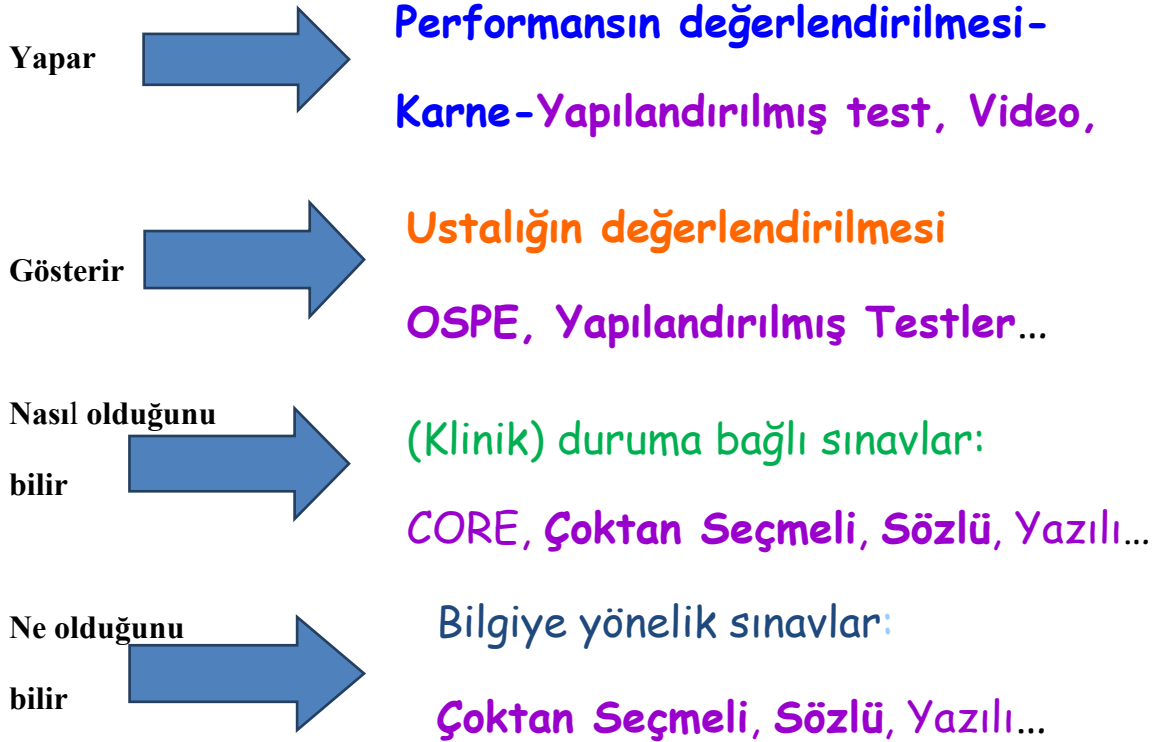 Yapar
Performansın değerlendirilmesi-
Karne-Yapılandırılmış test, Video,
Gösterir
Ustalığın değerlendirilmesi
OSPE, Yapılandırılmış Testler...
Nasıl olduğunu
bilir
(Klinik) duruma bağlı sınavlar:
CORE, Çoktan Seçmeli, Sözlü, Yazılı...
Ne olduğunu
bilir
Bilgiye yönelik sınavlar:
Çoktan Seçmeli, Sözlü, Yazılı...